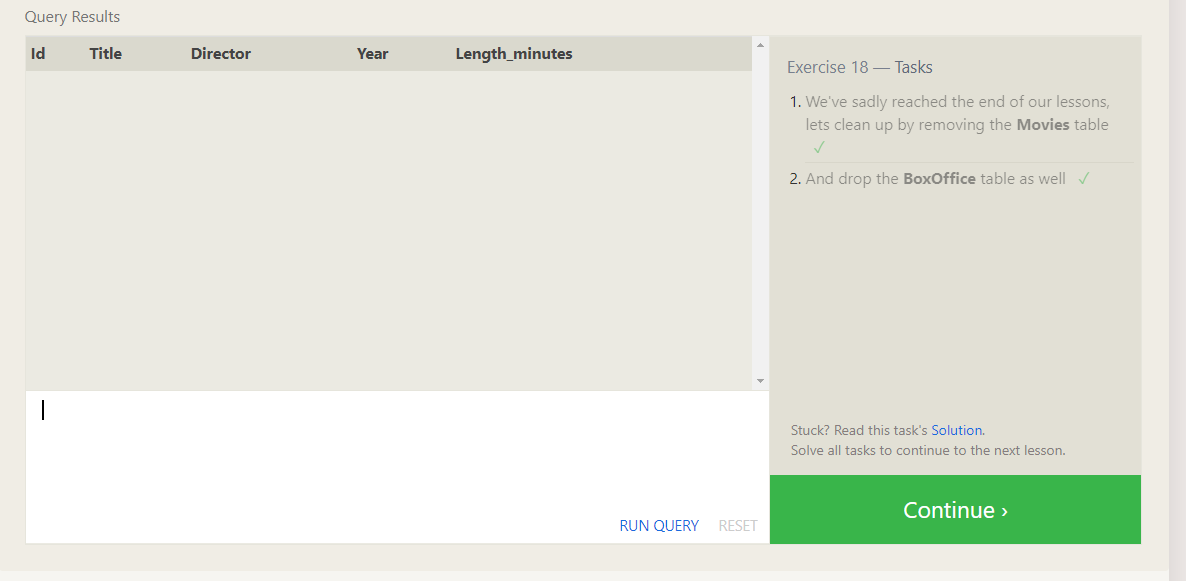 Query Results
Id Title Director Year Length_minutes
Exercise 18 — Tasks
1. We've sadly reached the end of our lessons,
lets clean up by removing the Movies table
✓
2. And drop the BoxOffice table as well ✓
Stuck? Read this task's Solution.
Solve all tasks to continue to the next lesson.
RUN QUERY RESET
Continue ›